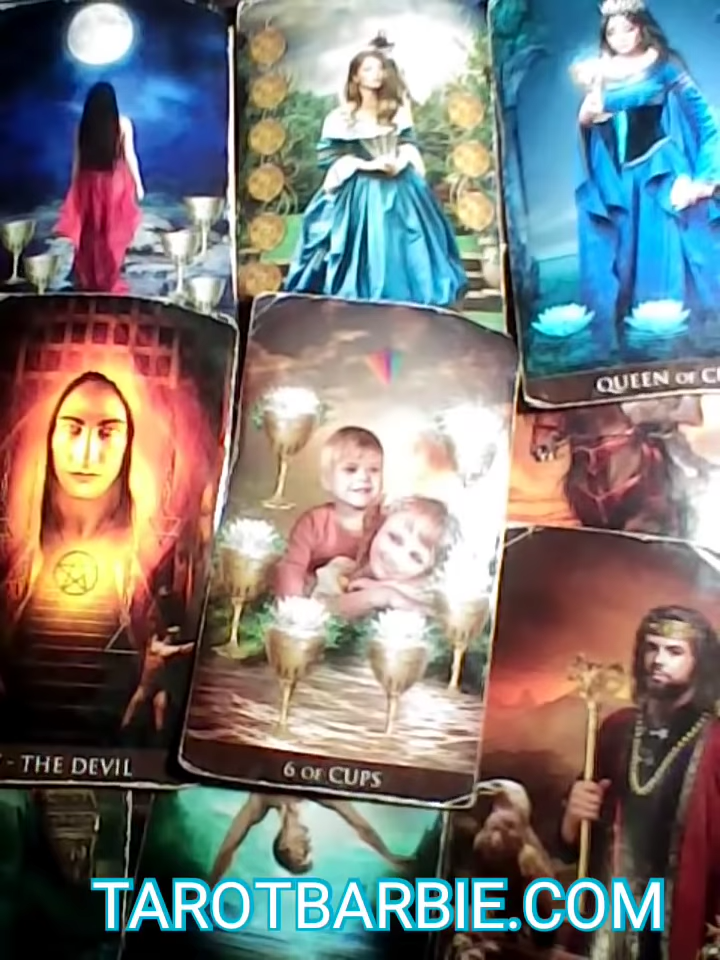 QUEEN OF
- THE DEVIL
6 OF CUPS
TAROTBARBIE.COM